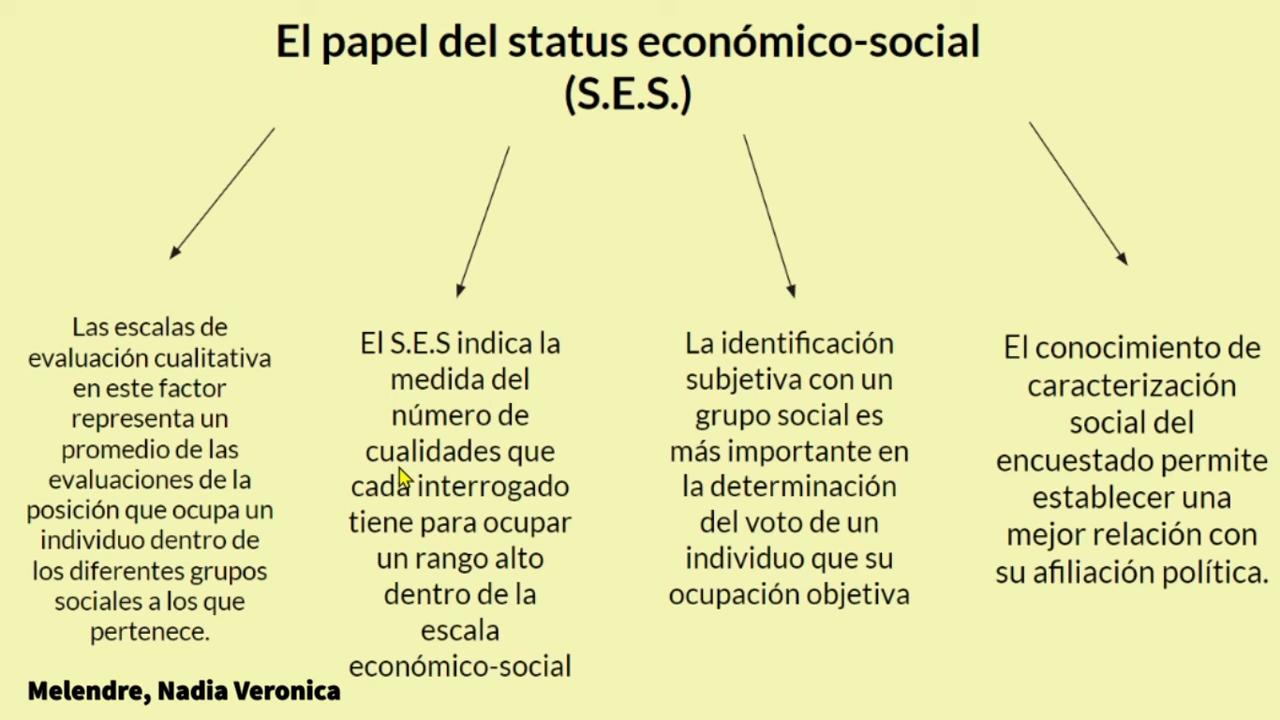 El papel del status económico-social
(S.E.S.)
Las escalas de
evaluación cualitativa
en este factor
representa un
promedio de las
evaluaciones de la
posición que ocupa un
individuo dentro de
los diferentes grupos
sociales a los que
pertenece.
El S.E.S indica la
medida del
número de
cualidades que
cada interrogado
tiene para ocupar
un rango alto
dentro de la
escala
económico-social
La identificación
subjetiva con un
grupo social es
más importante en
la determinación
del voto de un
individuo que su
ocupación objetiva
El conocimiento de
caracterización
social del
encuestado permite
establecer una
mejor relación con
su afiliación política.
Melendre, Nadia Veronica